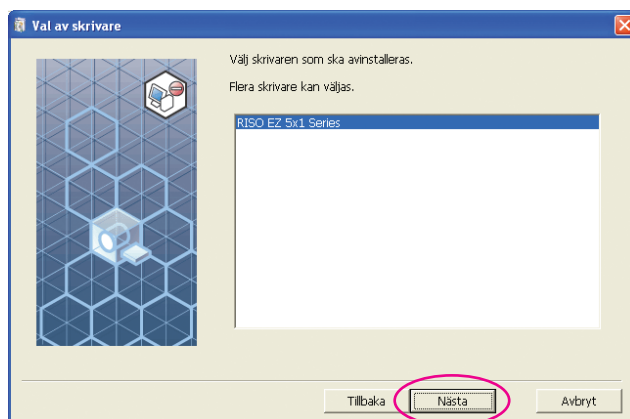 Val av skrivare
Välj skrivaren som ska avinstalleras.
Flera skrivare kan väljas.
RISO EZ 5x1 Series
Tillbaka Nästa Avbryt